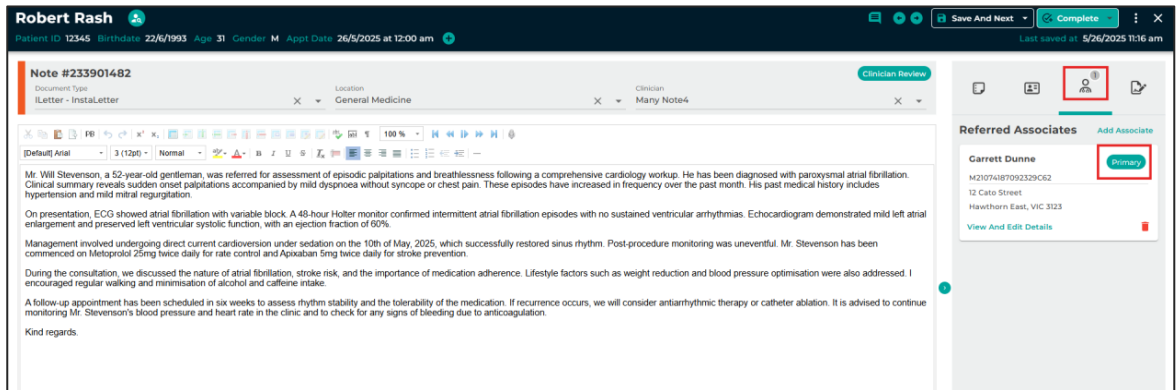 Robert Rash
Save And Next
Complete
Patient ID 12345 Birthdate 22/6/1993 Age 31 Gender M Appt Date 26/5/2025 at 12:00 am
Last saved at 5/26/2025 11:16 am
Note #233901482
Clinician Review
Document Type
ILetter - InstaLetter
Location
General Medicine
Clinician
Many Note4
1
PB
100 %
[Default] Arial
3 (12pt)
Normal
Referred Associates
Add Associate
Garrett Dunne
Primary
M21074187092329C62
12 Cato Street
Hawthorn East, VIC 3123
View And Edit Details
Mr. Will Stevenson, a 52-year-old gentleman, was referred for assessment of episodic palpitations and breathlessness following a comprehensive cardiology workup. He has been diagnosed with paroxysmal atrial fibrillation.
Clinical summary reveals sudden onset palpitations accompanied by mild dyspnoea without syncope or chest pain. These episodes have increased in frequency over the past month. His past medical history includes
hypertension and mild mitral regurgitation.
On presentation, ECG showed atrial fibrillation with variable block. A 48-hour Holter monitor confirmed intermittent atrial fibrillation episodes with no sustained ventricular arrhythmias. Echocardiogram demonstrated mild left atrial
enlargement and preserved left ventricular systolic function, with an ejection fraction of 60%.
Management involved undergoing direct current cardioversion under sedation on the 10th of May, 2025, which successfully restored sinus rhythm. Post-procedure monitoring was uneventful. Mr. Stevenson has been
commenced on Metoprolol 25mg twice daily for rate control and Apixaban 5mg twice daily for stroke prevention.
During the consultation, we discussed the nature of atrial fibrillation, stroke risk, and the importance of medication adherence. Lifestyle factors such as weight reduction and blood pressure optimisation were also addressed. I
encouraged regular walking and minimisation of alcohol and caffeine intake.
A follow-up appointment has been scheduled in six weeks to assess rhythm stability and the tolerability of the medication. If recurrence occurs, we will consider antiarrhythmic therapy or catheter ablation. It is advised to continue
monitoring Mr. Stevenson's blood pressure and heart rate in the clinic and to check for any signs of bleeding due to anticoagulation.
Kind regards.